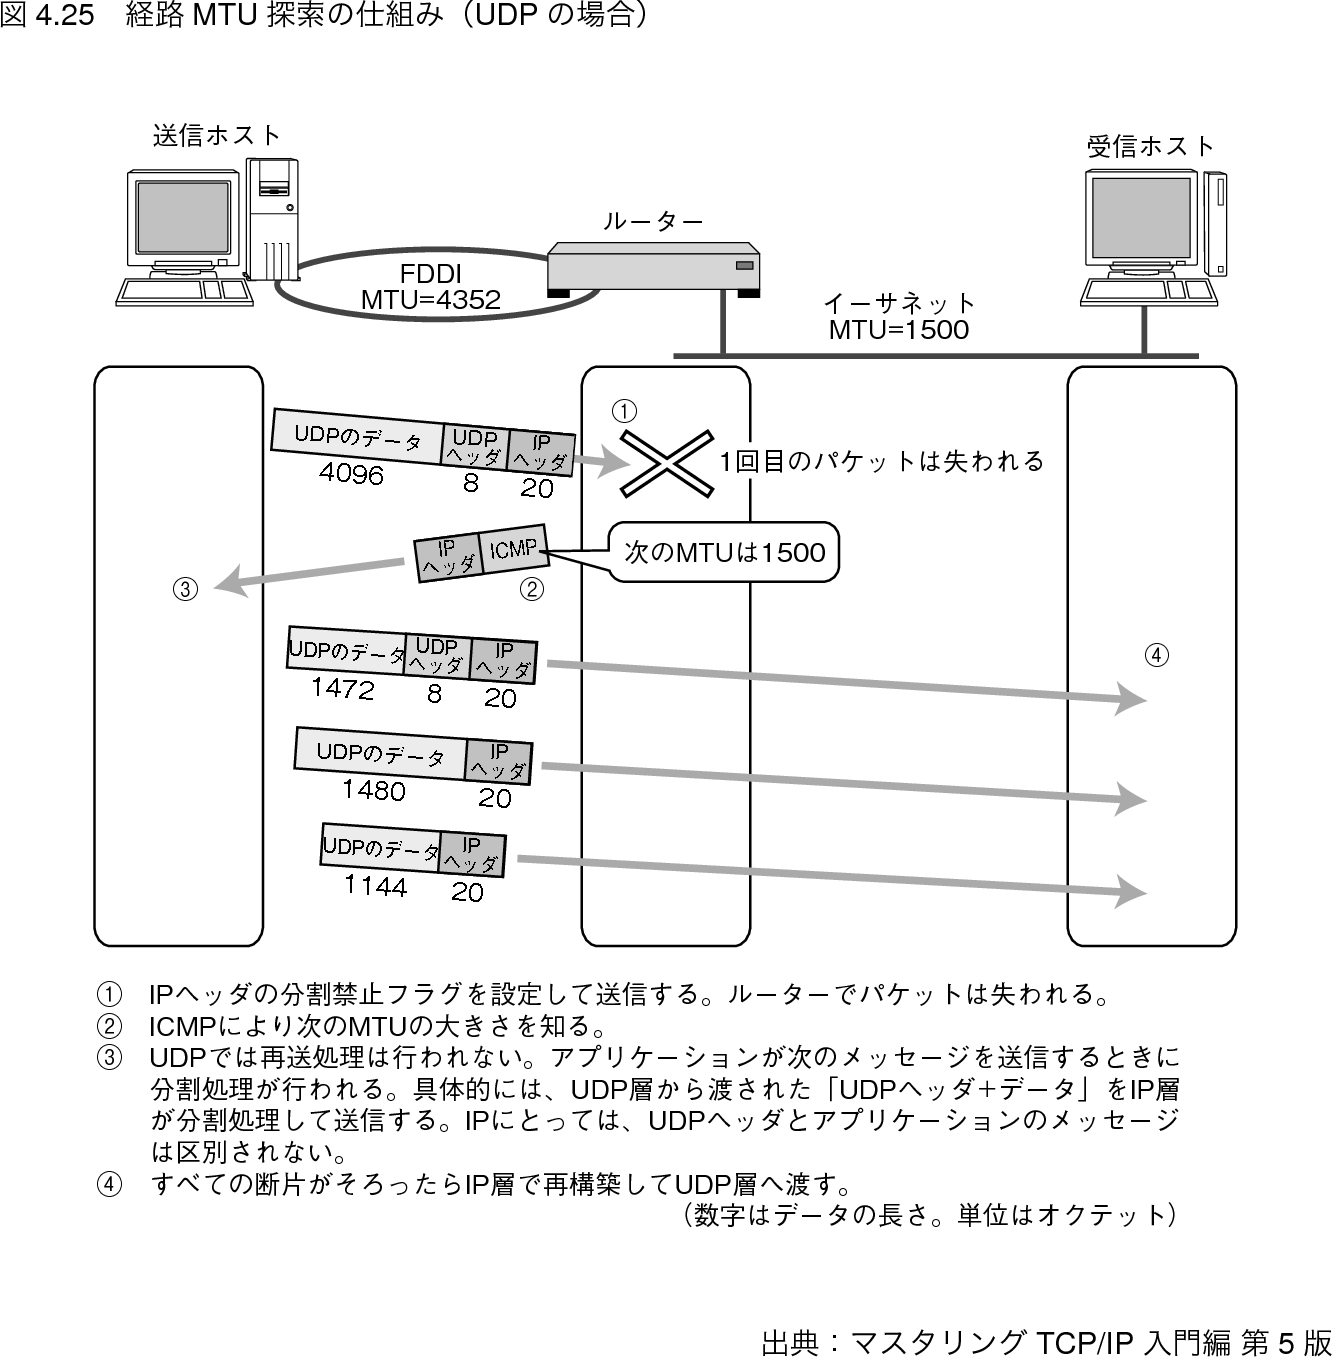 図 4.25　経路 MTU 探索の仕組み（UDP の場合）
送信ホスト
受信ホスト
ルーター
FDDI
MTU=4352
イーサネット
MTU=1500
①
UDPのデータ
UDP
ヘッダ
IP
ヘッダ
4096
8
20
1回目のパケットは失われる
IP
ヘッダ
ICMP
次のMTUは1500
②
③
UDPのデータ
UDP
ヘッダ
IP
ヘッダ
1472
8
20
④
UDPのデータ
IP
ヘッダ
1480
20
UDPのデータ
IP
ヘッダ
1144
20
①　IPヘッダの分割禁止フラグを設定して送信する。ルーターでパケットは失われる。
②　ICMPにより次のMTUの大きさを知る。
③　UDPでは再送処理は行われない。アプリケーションが次のメッセージを送信するときに
分割処理が行われる。具体的には、UDP層から渡された「UDPヘッダ+データ」をIP層
が分割処理して送信する。IPにとっては、UDPヘッダとアプリケーションのメッセージ
は区別されない。
④　すべての断片がそろったらIP層で再構築してUDP層へ渡す。
（数字はデータの長さ。単位はオクテット）
出典：マスタリング TCP/IP 入門編 第 5 版